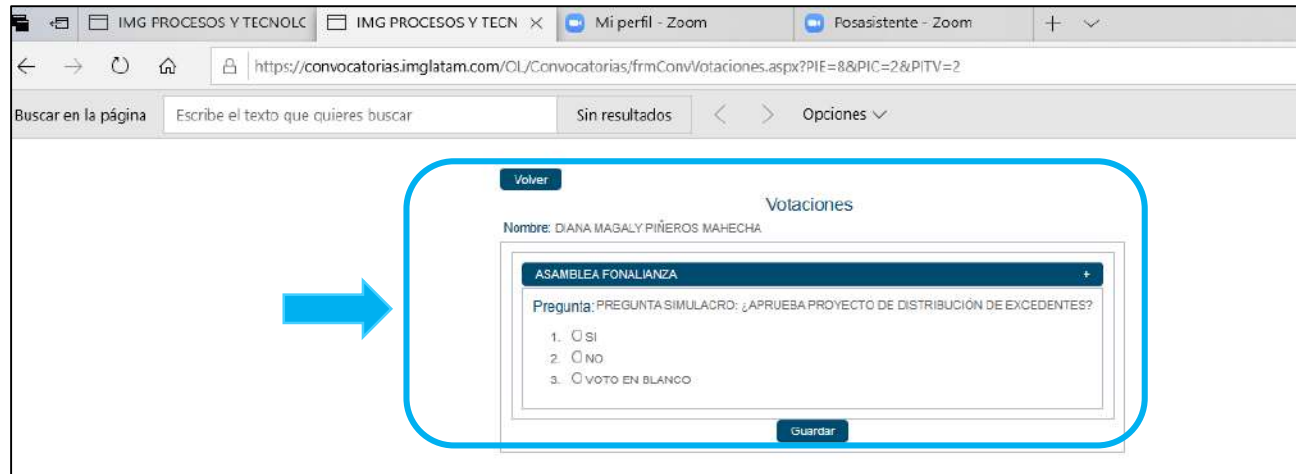 IMG PROCESOS Y TECNOLC
IMG PROCESOS Y TECN
Mi perfil - Zoom
Posasistente - Zoom
https://convocatorias.imglatam.com/OL/Convocatorias/frmConvVotaciones.aspx?PIE=8&PIC=2&PITV=2
Buscar en la página
Escribe el texto que quieres buscar
Sin resultados
Opciones
Volver
Votaciones
Nombre: DIANA MAGALY PIÑEROS MAHECHA
ASAMBLEA FONALIANZA +
Pregunta: PREGUNTA SIMULACRO: ¿APRUEBA PROYECTO DE DISTRIBUCIÓN DE EXCEDENTES?
1. SI
2. NO
3. VOTO EN BLANCO
Guardar